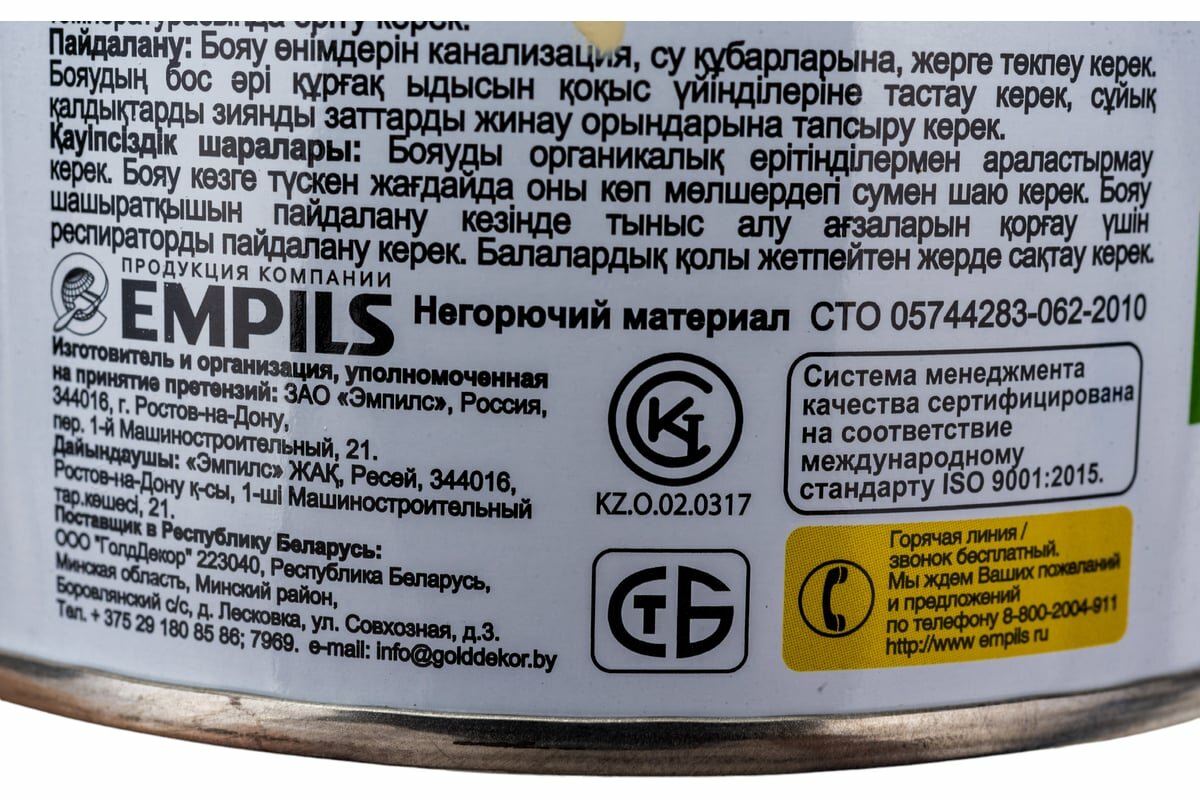 температурасында еріту керек.
Пайдалану: Бояу өнімдерін канализация, су құбарларына, жерге төкпеу керек.
Бояудың бос әрі құрғақ ыдысын қоқыс үйінділеріне тастау керек, сұйық
қалдықтарды зиянды заттарды жинау орындарына тапсыру керек.
Қауіпсіздік шаралары: Бояуды органикалық ерітінділермен араластырмау
керек. Бояу көзге түскен жағдайда оны көп мөлшердегі сумен шаю керек. Бояу
шашыратқышын пайдалану кезінде тыныс алу ағзаларын қорғау үшін
респираторды пайдалану керек. Балалардың қолы жетпейтен жерде сақтау керек.
ПРОДУКЦИЯ КОМПАНИИ
EMPILS Негорючий материал СТО 05744283-062-2010
Изготовитель и организация, уполномоченная
на принятие претензий: ЗАО «Эмпилс», Россия,
344016, г. Ростов-на-Дону,
пер. 1-й Машиностроительный, 21.
Дайындаушы: «Эмпилс» ЖАҚ, Ресей, 344016,
Ростов-на-Дону қ-сы, 1-ші Машиностроительный
тар.көшесі, 21.
Поставщик в Республику Беларусь:
ООО "ГолдДекор" 223040, Республика Беларусь,
Минская область, Минский район,
Боровлянский с/с, д. Лесковка, ул. Совхозная, д.3.
Тел. + 375 29 180 85 86; 7969. e-mail: info@golddekor.by
KZ.O.02.0317
СТБ
Система менеджмента
качества сертифицирована
на соответствие
международному
стандарту ISO 9001:2015.
Горячая линия /
звонок бесплатный.
Мы ждем Ваших пожеланий
и предложений
по телефону 8-800-2004-911
http://www empils ru